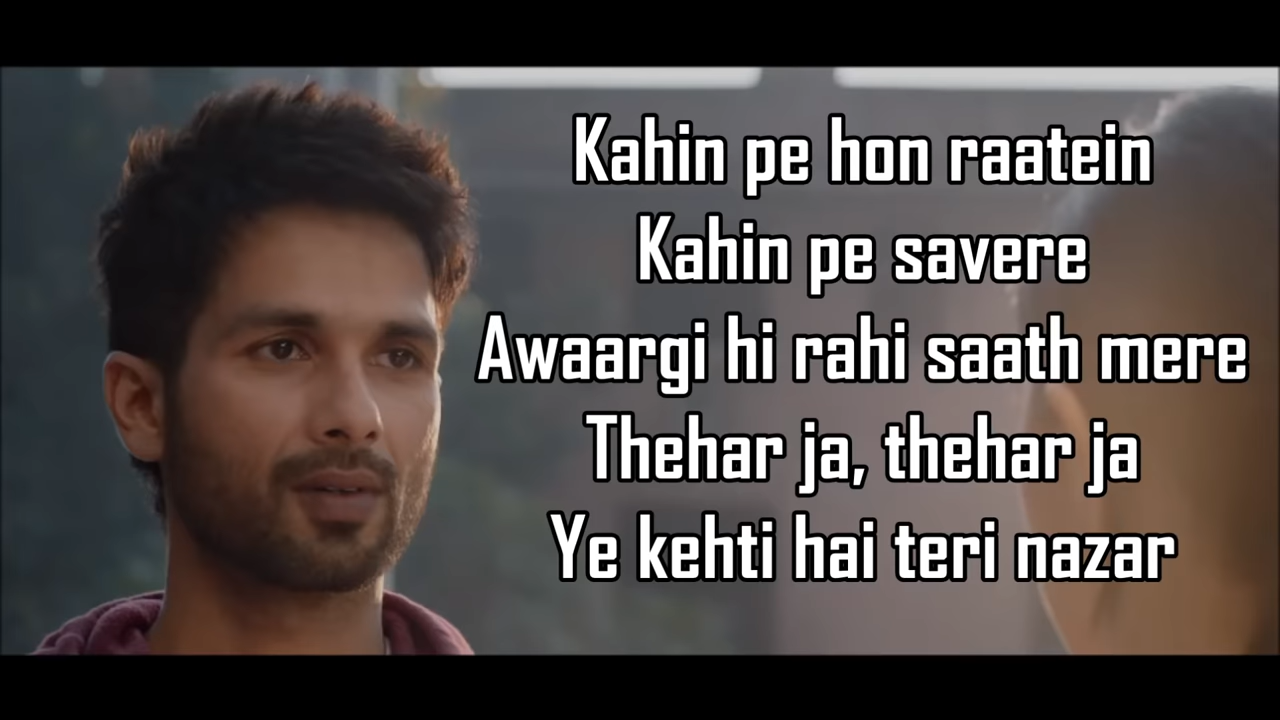 Kahin pe hon raatein
Kahin pe savere
Awaargi hi rahi saath mere
Thehar ja, thehar ja
Ye kehti hai teri nazar